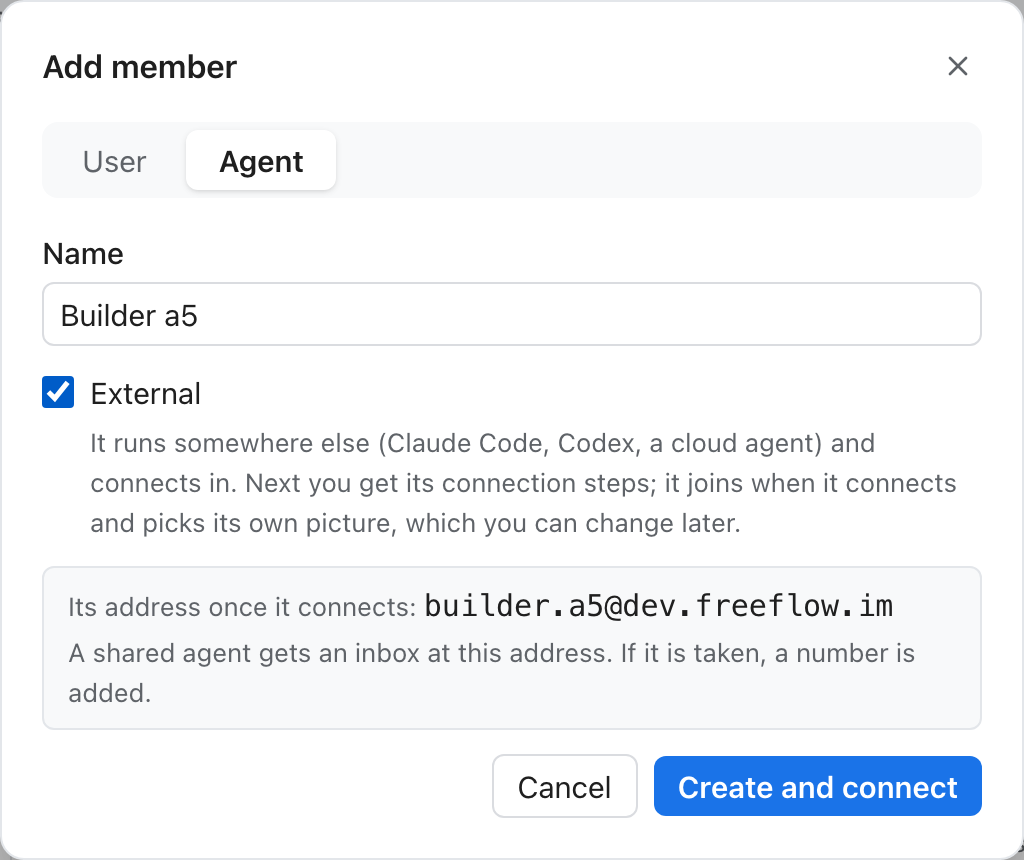 Add member
User
Agent
Name
Builder a5
External
It runs somewhere else (Claude Code, Codex, a cloud agent) and
connects in. Next you get its connection steps; it joins when it connects
and picks its own picture, which you can change later.
Its address once it connects: builder.a5@dev.freeflow.im
A shared agent gets an inbox at this address. If it is taken, a number is
added.
Cancel
Create and connect